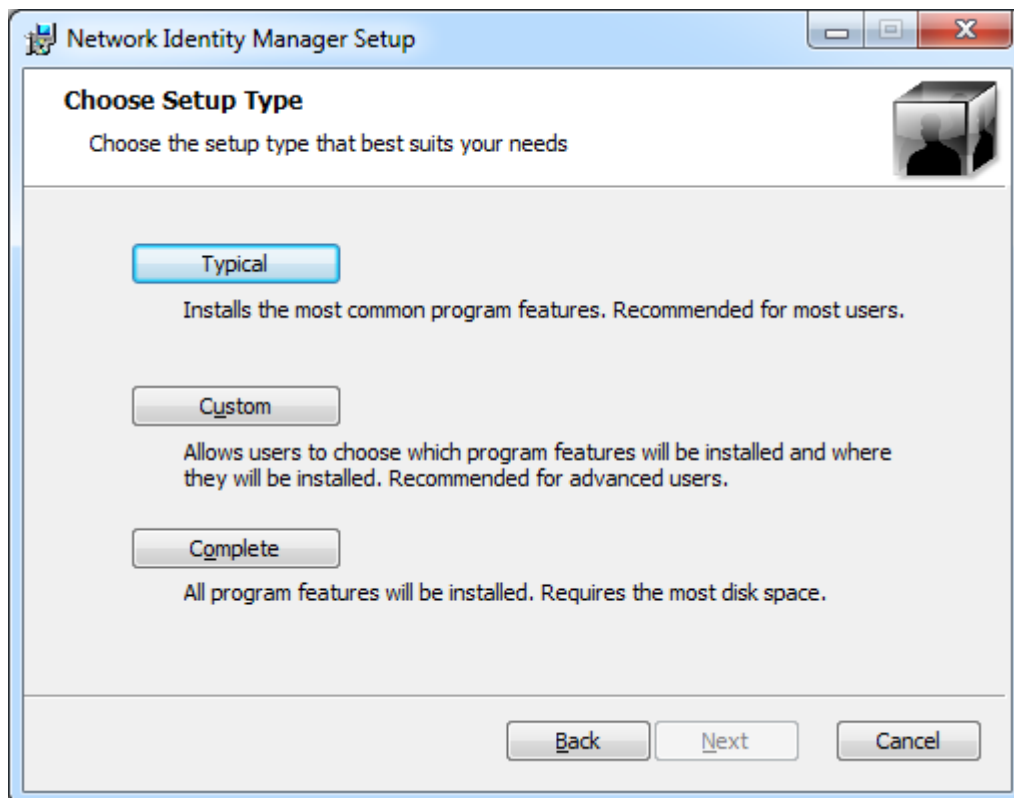 Network Identity Manager Setup
Choose Setup Type
Choose the setup type that best suits your needs
Typical
Installs the most common program features. Recommended for most users.
Custom
Allows users to choose which program features will be installed and where
they will be installed. Recommended for advanced users.
Complete
All program features will be installed. Requires the most disk space.
Back Next Cancel